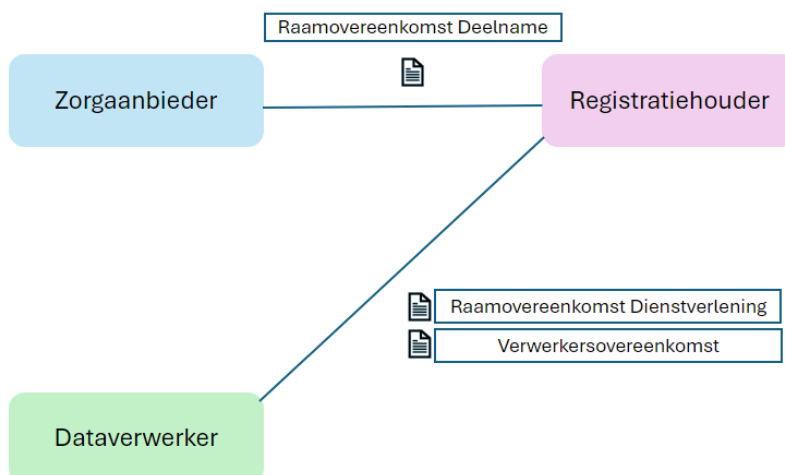 Raamovereenkomst Deelname
Zorgaanbieder
Registratiehouder
Raamovereenkomst Dienstverlening
Verwerkersovereenkomst
Dataverwerker